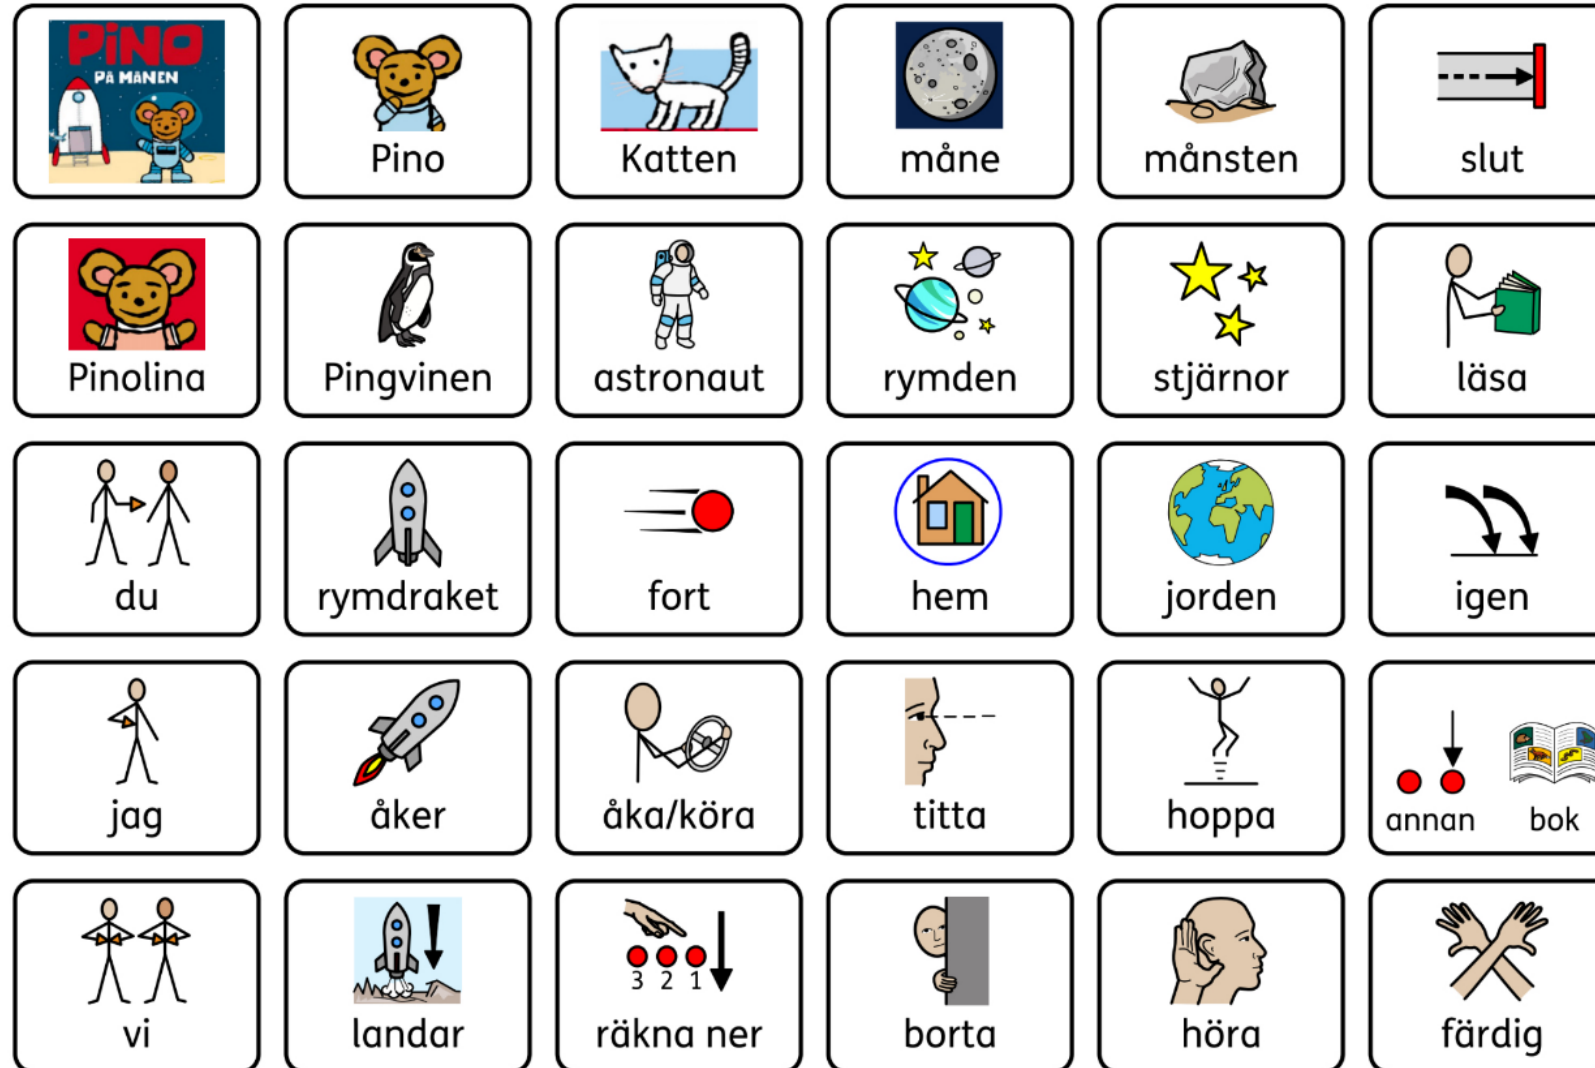 PINO
PÅ MÅNEN
Pino
Katten
måne
månsten
slut
Pinolina
Pingvinen
astronaut
rymden
stjärnor
läsa
du
rymdraket
fort
hem
jorden
igen
jag
åker
åka/köra
titta
hoppa
annan bok
vi
landar
3 2 1
räkna ner
borta
höra
färdig